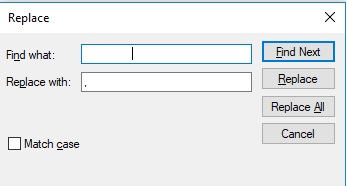 Replace
Find what:
Find Next
Replace with: ,
Replace
Replace All
Cancel
Match case